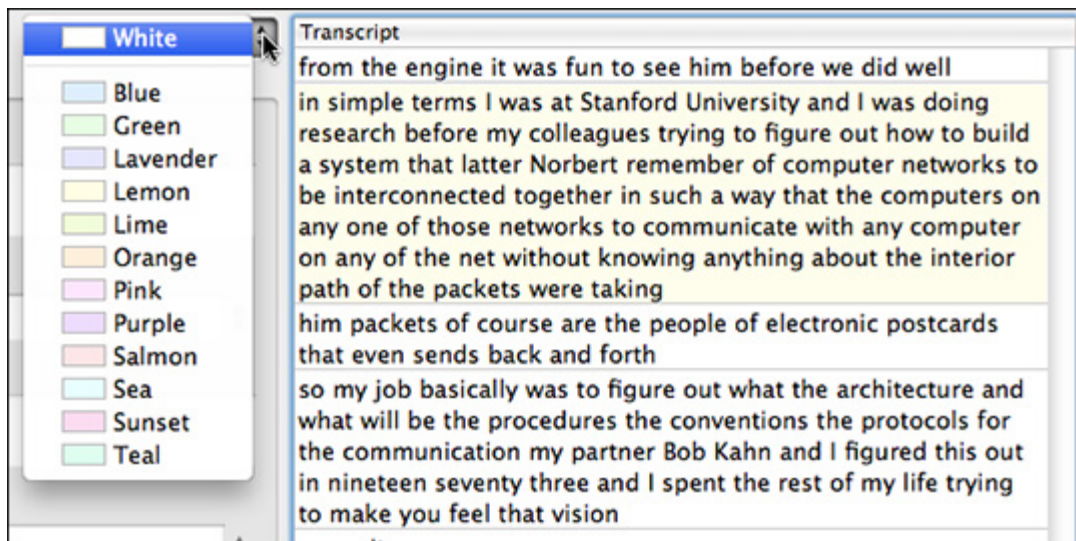 White
Blue
Green
Lavender
Lemon
Lime
Orange
Pink
Purple
Salmon
Sea
Sunset
Teal
Transcript
from the engine it was fun to see him before we did well
in simple terms I was at Stanford University and I was doing
research before my colleagues trying to figure out how to build
a system that latter Norbert remember of computer networks to
be interconnected together in such a way that the computers on
any one of those networks to communicate with any computer
on any of the net without knowing anything about the interior
path of the packets were taking
him packets of course are the people of electronic postcards
that even sends back and forth
so my job basically was to figure out what the architecture and
what will be the procedures the conventions the protocols for
the communication my partner Bob Kahn and I figured this out
in nineteen seventy three and I spent the rest of my life trying
to make you feel that vision